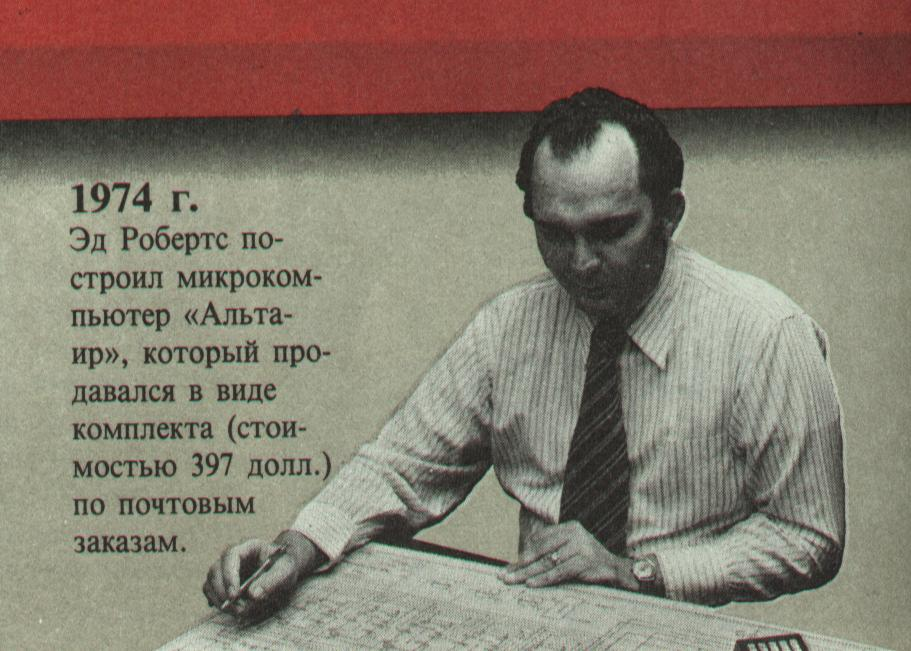 1974 г.
Эд Робертс по-
строил микроком-
пьютер «Альта-
ир», который про-
давался в виде
комплекта (стои-
мостью 397 долл.)
по почтовым
заказам.